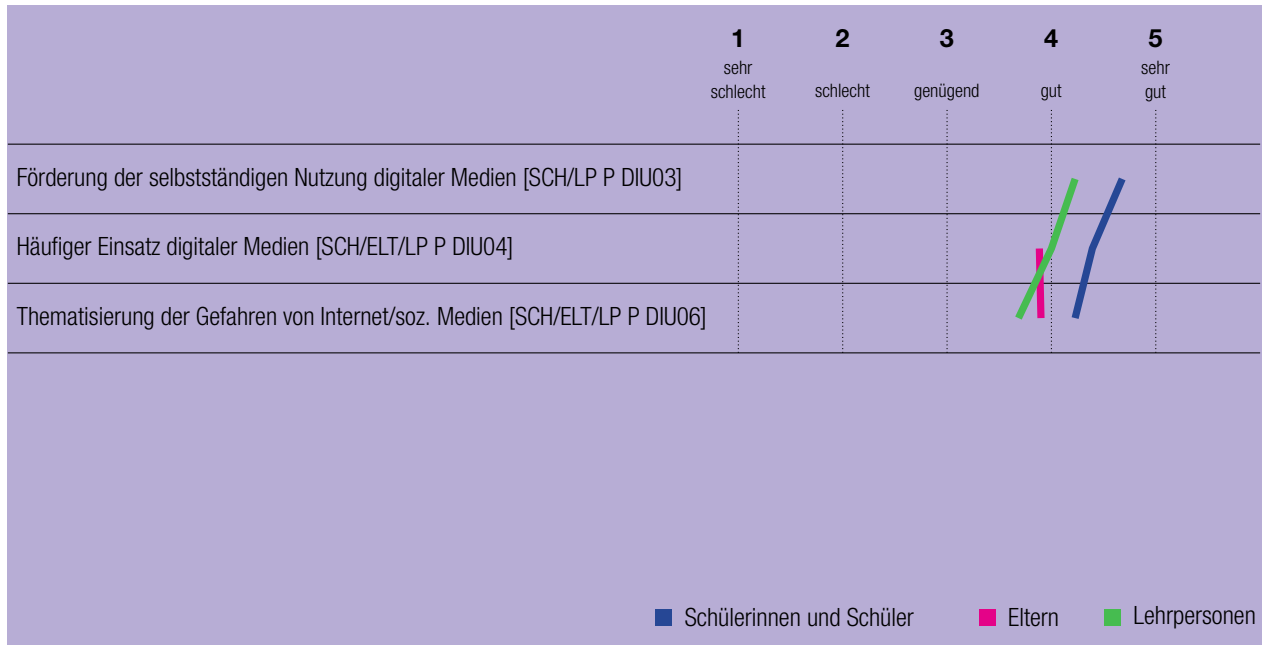 1 2 3 4 5
sehr schlecht schlecht genügend gut sehr gut
Förderung der selbstständigen Nutzung digitaler Medien [SCH/LP P DIU03]
Häufiger Einsatz digitaler Medien [SCH/ELT/LP P DIU04]
Thematisierung der Gefahren von Internet/soz. Medien [SCH/ELT/LP P DIU06]
Schülerinnen und Schüler Eltern Lehrpersonen